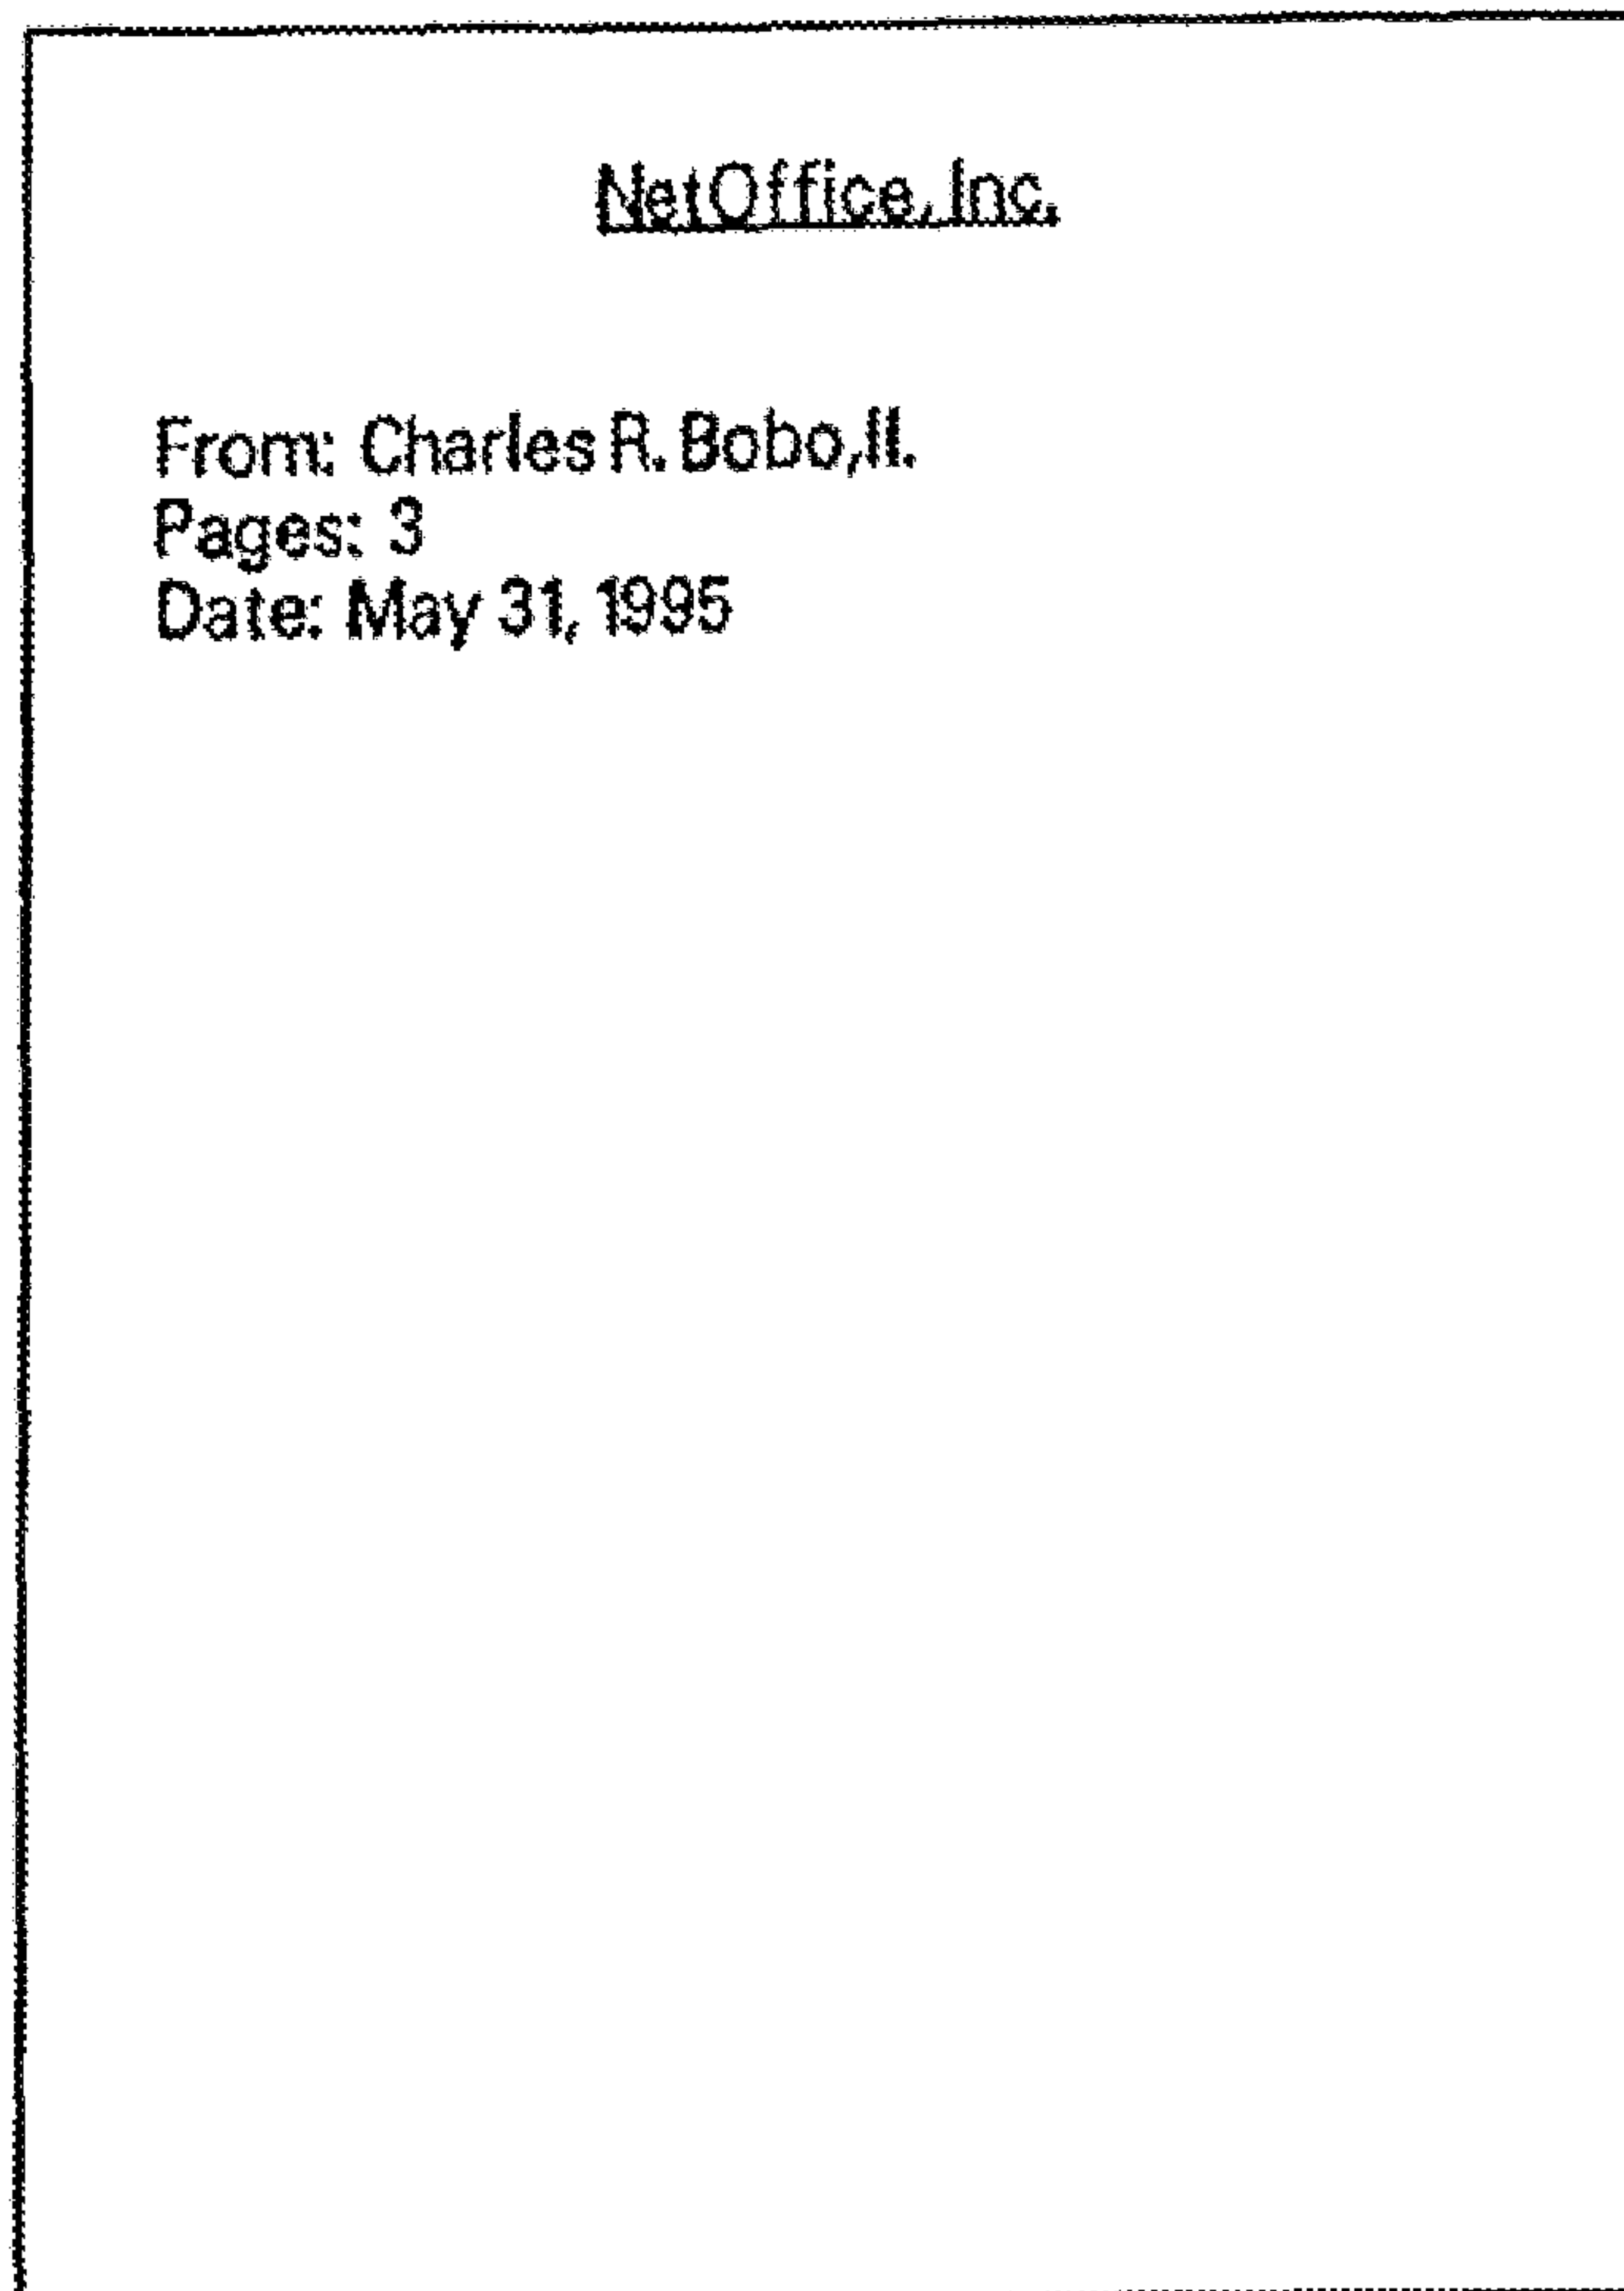 NetOffice, Inc.
From: Charles R. Bobo, II.
Pages: 3
Date: May 31, 1995